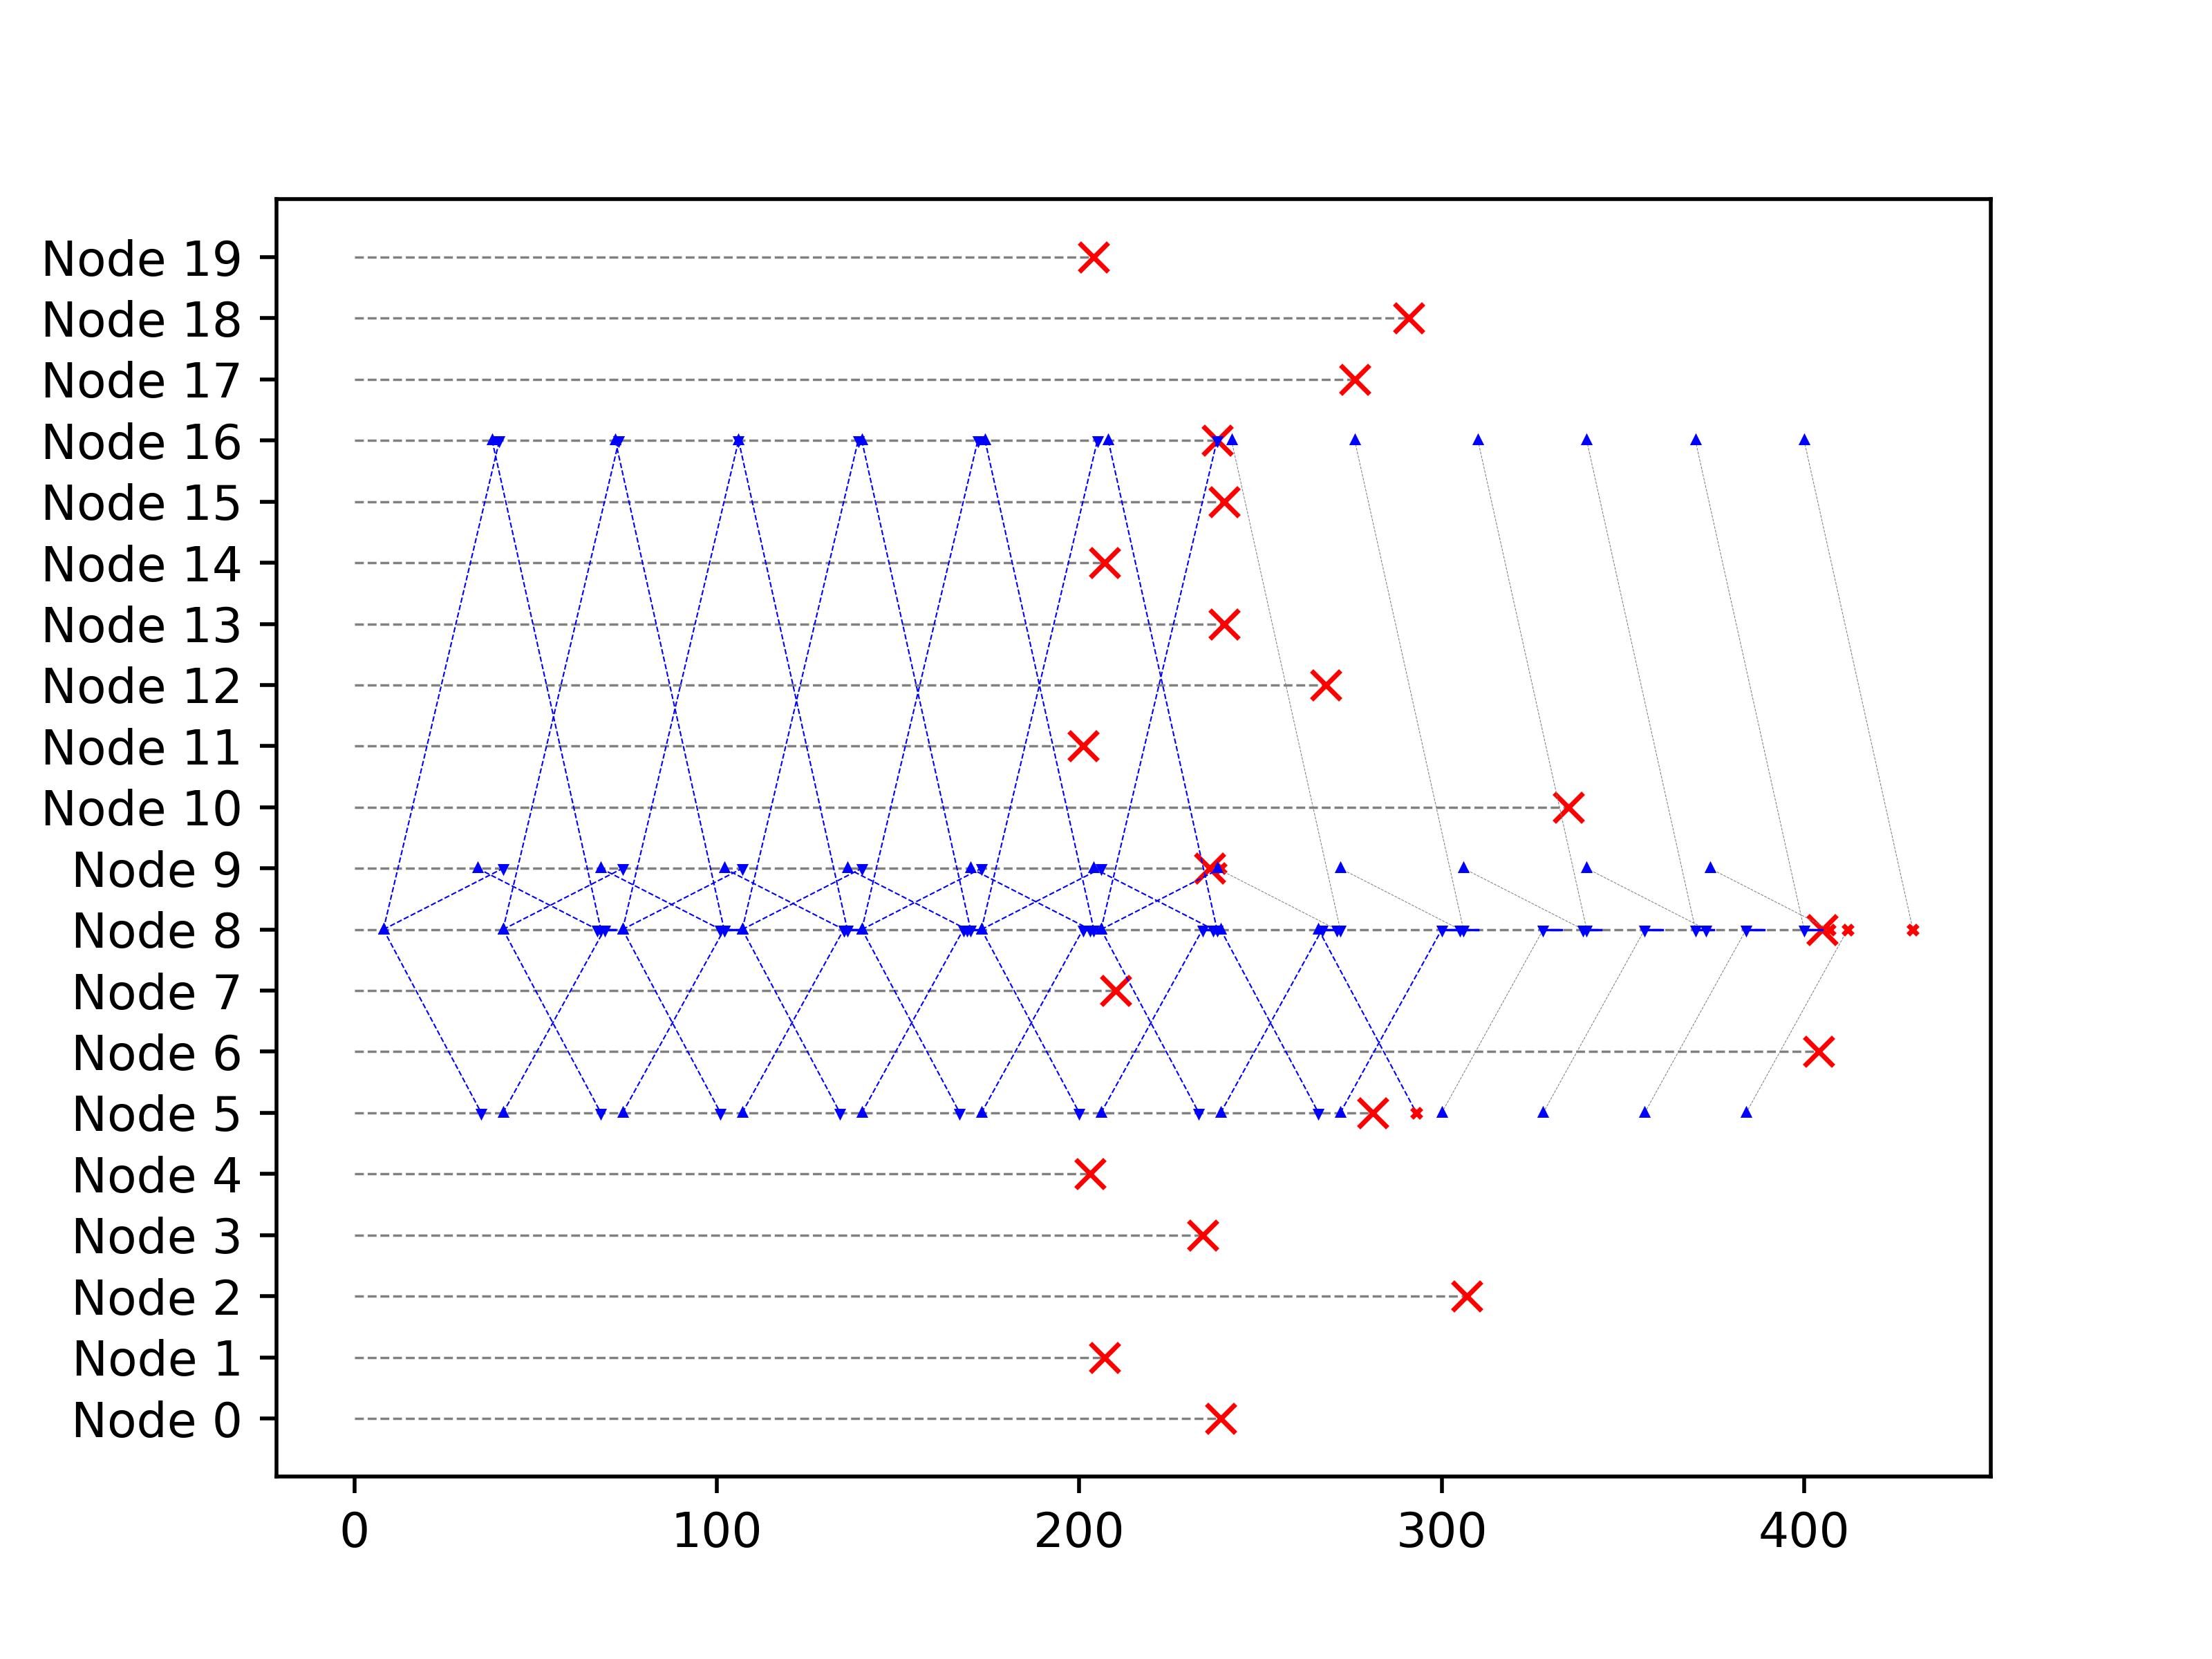 Node 19
Node 18
Node 17
Node 16
Node 15
Node 14
Node 13
Node 12
Node 11
Node 10
Node 9
Node 8
Node 7
Node 6
Node 5
Node 4
Node 3
Node 2
Node 1
Node 0
0 100 200 300 400